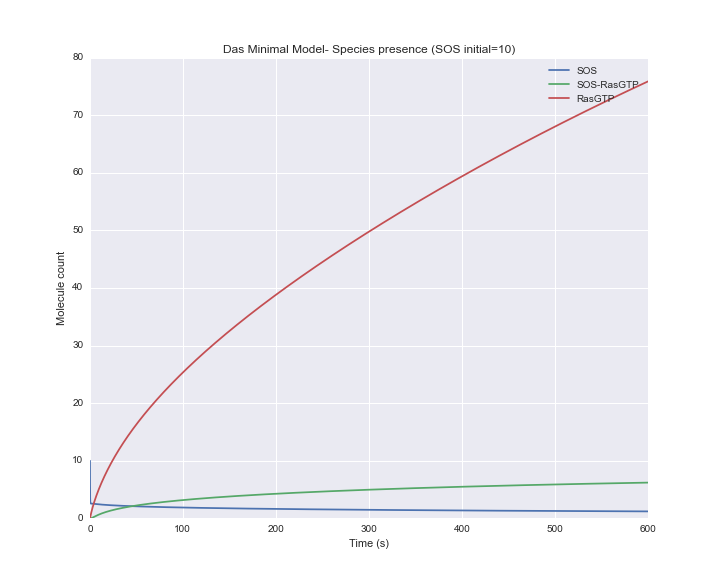 Das Minimal Model- Species presence (SOS initial=10)
SOS
SOS-RasGTP
RasGTP
Molecule count
80
70
60
50
40
30
20
10
0
0 100 200 300 400 500 600
Time (s)